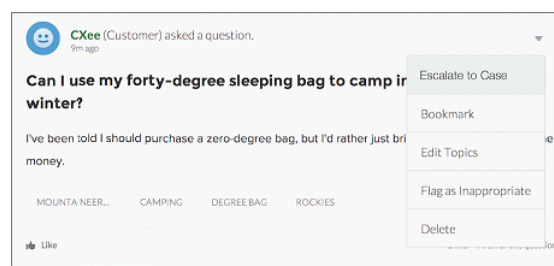 CXee (Customer) asked a question.
9m ago
Can I use my forty-degree sleeping bag to camp in
winter?
I've been told I should purchase a zero-degree bag, but I'd rather just
money.
MOUNTA NEER... CAMPING DEGREE BAG ROCKIES
Like
Escalate to Case
Bookmark
Edit Topics
Flag as Inappropriate
Delete